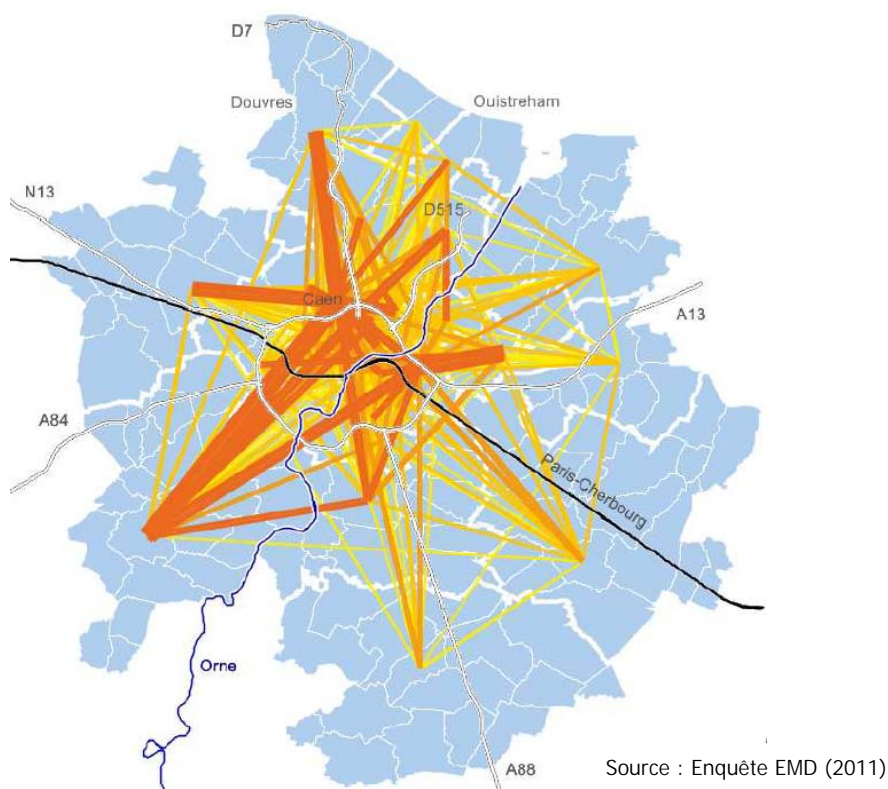 D7
Douvres
Ouistreham
N13
D515
Caen
A13
A84
Paris-Cherbourg
Orne
A88
Source : Enquête EMD (2011)